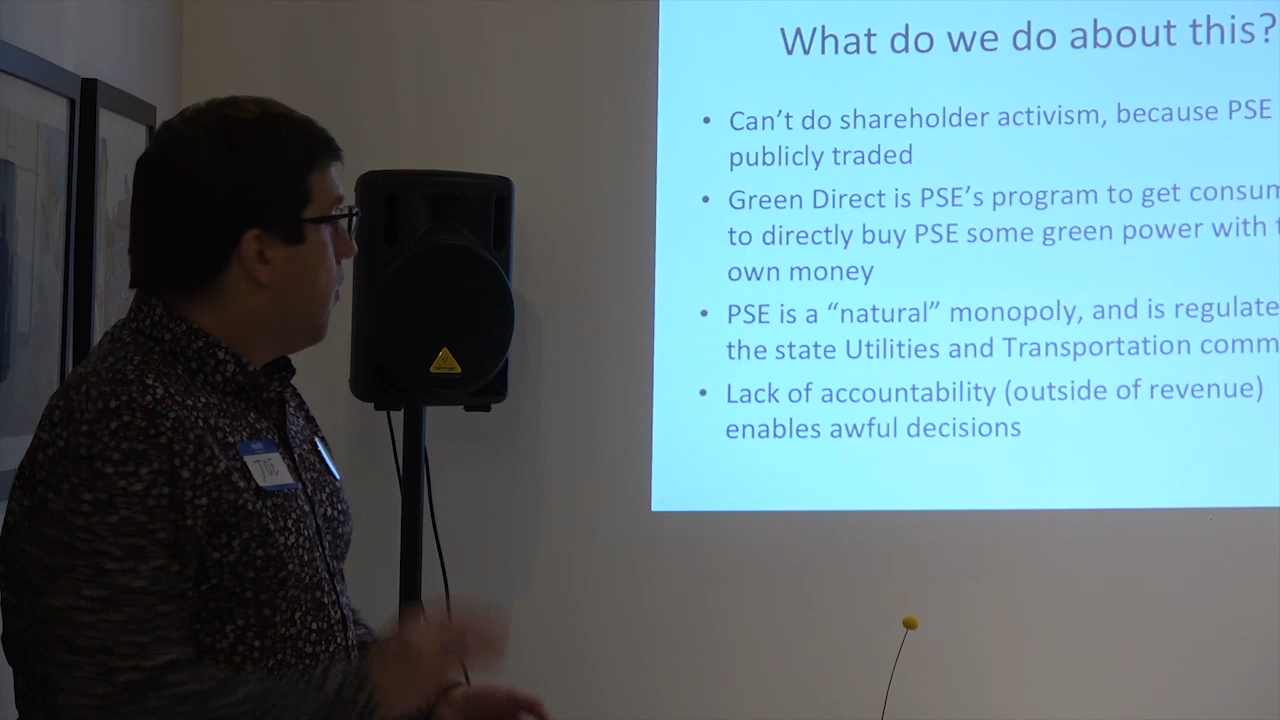 What do we do about this?
• Can't do shareholder activism, because PSE
publicly traded
• Green Direct is PSE's program to get consum
to directly buy PSE some green power with t
own money
• PSE is a “natural” monopoly, and is regulate
the state Utilities and Transportation comm
• Lack of accountability (outside of revenue)
enables awful decisions
JOE
behringer